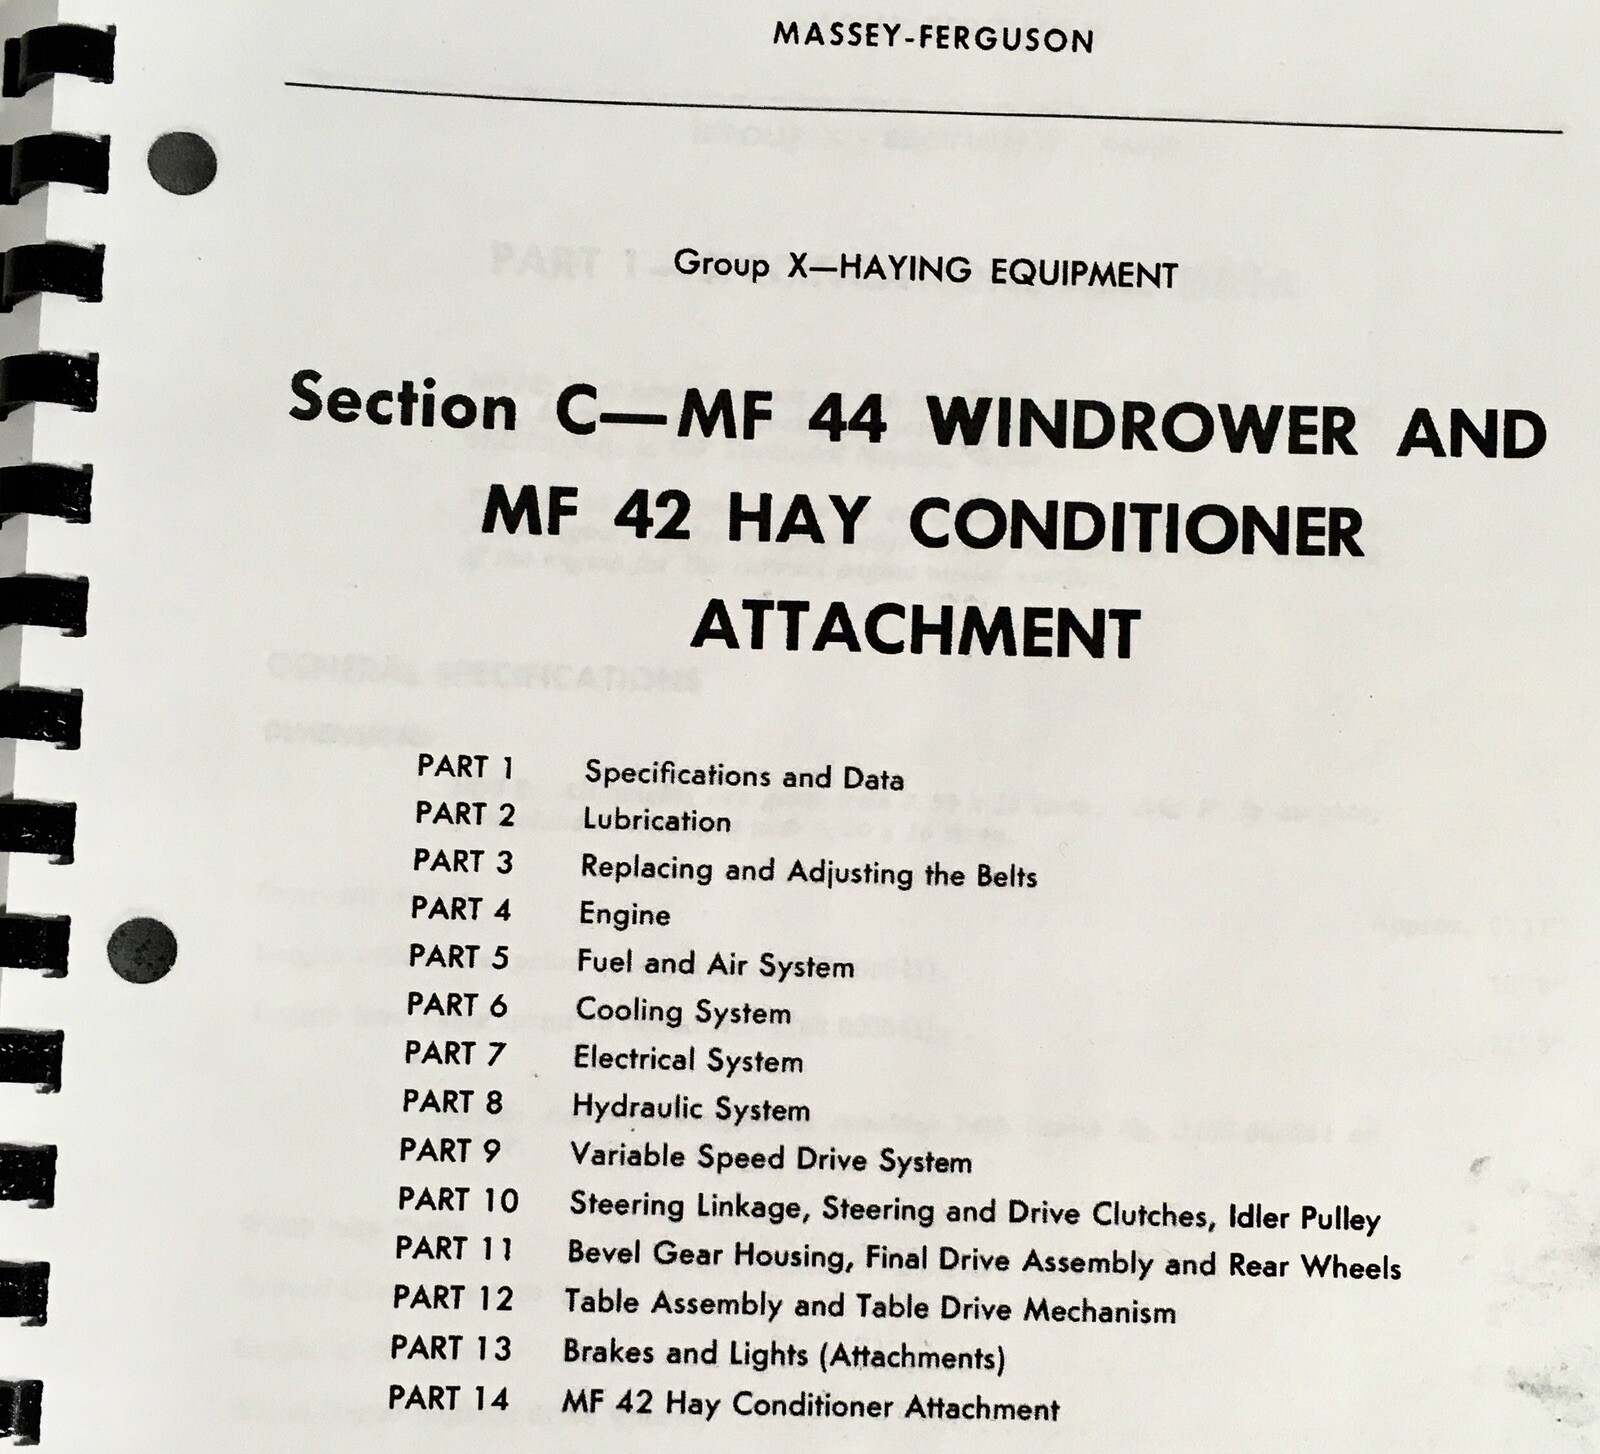 MASSEY-FERGUSON
Group X—HAYING EQUIPMENT
Section C—MF 44 WINDROWER AND
MF 42 HAY CONDITIONER
ATTACHMENT
PART 1 Specifications and Data
PART 2 Lubrication
PART 3 Replacing and Adjusting the Belts
PART 4 Engine
PART 5 Fuel and Air System
PART 6 Cooling System
PART 7 Electrical System
PART 8 Hydraulic System
PART 9 Variable Speed Drive System
PART 10 Steering Linkage, Steering and Drive Clutches, Idler Pulley
PART 11 Bevel Gear Housing, Final Drive Assembly and Rear Wheels
PART 12 Table Assembly and Table Drive Mechanism
PART 13 Brakes and Lights (Attachments)
PART 14 MF 42 Hay Conditioner Attachment